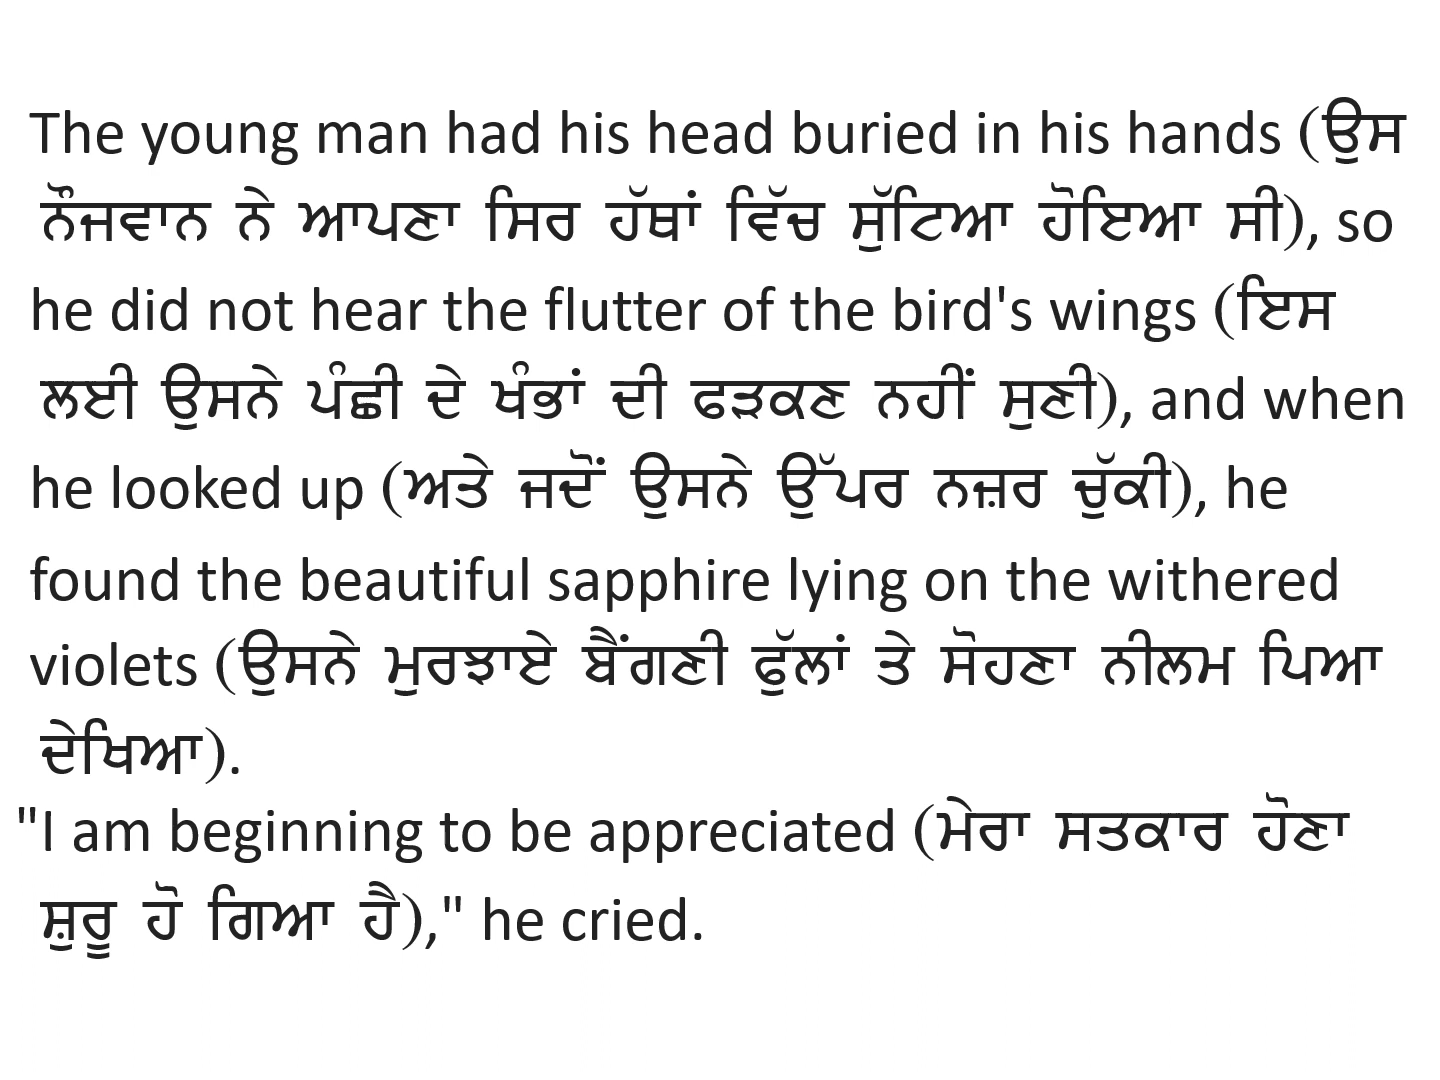 The young man had his head buried in his hands (ਉਸ
ਨੌਜਵਾਨ ਨੇ ਆਪਣਾ ਸਿਰ ਹੱਥਾਂ ਵਿੱਚ ਸੁੱਟਿਆ ਹੋਇਆ ਸੀ), so
he did not hear the flutter of the bird's wings (ਇਸ
ਲਈ ਉਸਨੇ ਪੰਛੀ ਦੇ ਖੰਭਾਂ ਦੀ ਫੜਕਣ ਨਹੀਂ ਸੁਣੀ), and when
he looked up (ਅਤੇ ਜਦੋਂ ਉਸਨੇ ਉੱਪਰ ਨਜ਼ਰ ਚੁੱਕੀ), he
found the beautiful sapphire lying on the withered
violets (ਉਸਨੇ ਮੁਰਝਾਏ ਬੈਂਗਣੀ ਫੁੱਲਾਂ ਤੇ ਸੋਹਣਾ ਨੀਲਮ ਪਿਆ
ਦੇਖਿਆ).
"I am beginning to be appreciated (ਮੇਰਾ ਸਤਕਾਰ ਹੋਣਾ
ਸ਼ੁਰੂ ਹੋ ਗਿਆ ਹੈ)," he cried.